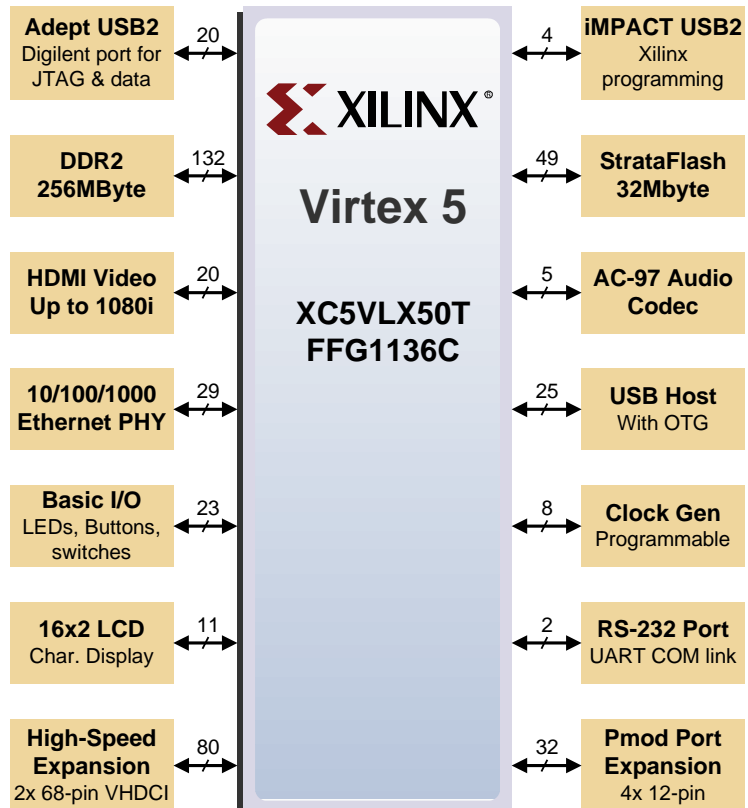 Adept USB2
Digilent port for
JTAG & data
20
DDR2
256MByte
132
HDMI Video
Up to 1080i
20
10/100/1000
Ethernet PHY
29
Basic I/O
LEDs, Buttons,
switches
23
16x2 LCD
Char. Display
11
High-Speed
Expansion
2x 68-pin VHDCI
80
XILINX®
Virtex 5
XC5VLX50T
FFG1136C
4
iMPACT USB2
Xilinx
programming
49
StrataFlash
32Mbyte
5
AC-97 Audio
Codec
25
USB Host
With OTG
8
Clock Gen
Programmable
2
RS-232 Port
UART COM link
32
Pmod Port
Expansion
4x 12-pin